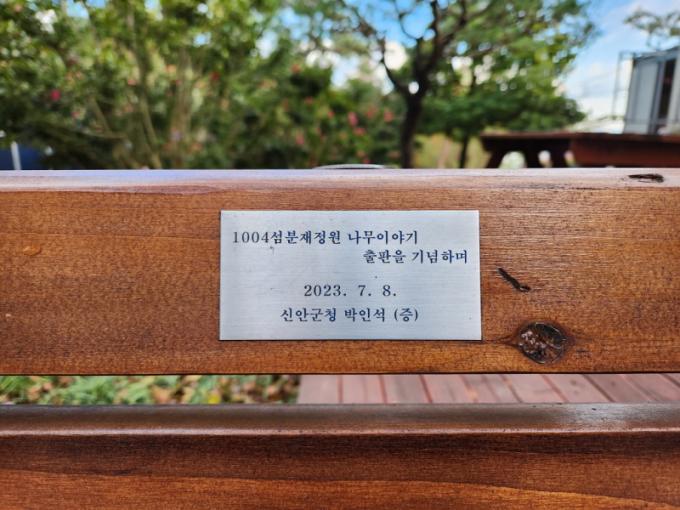 1004섬분재정원 나무이야기
출판을 기념하며
2023. 7. 8.
신안군청 박인석 (증)